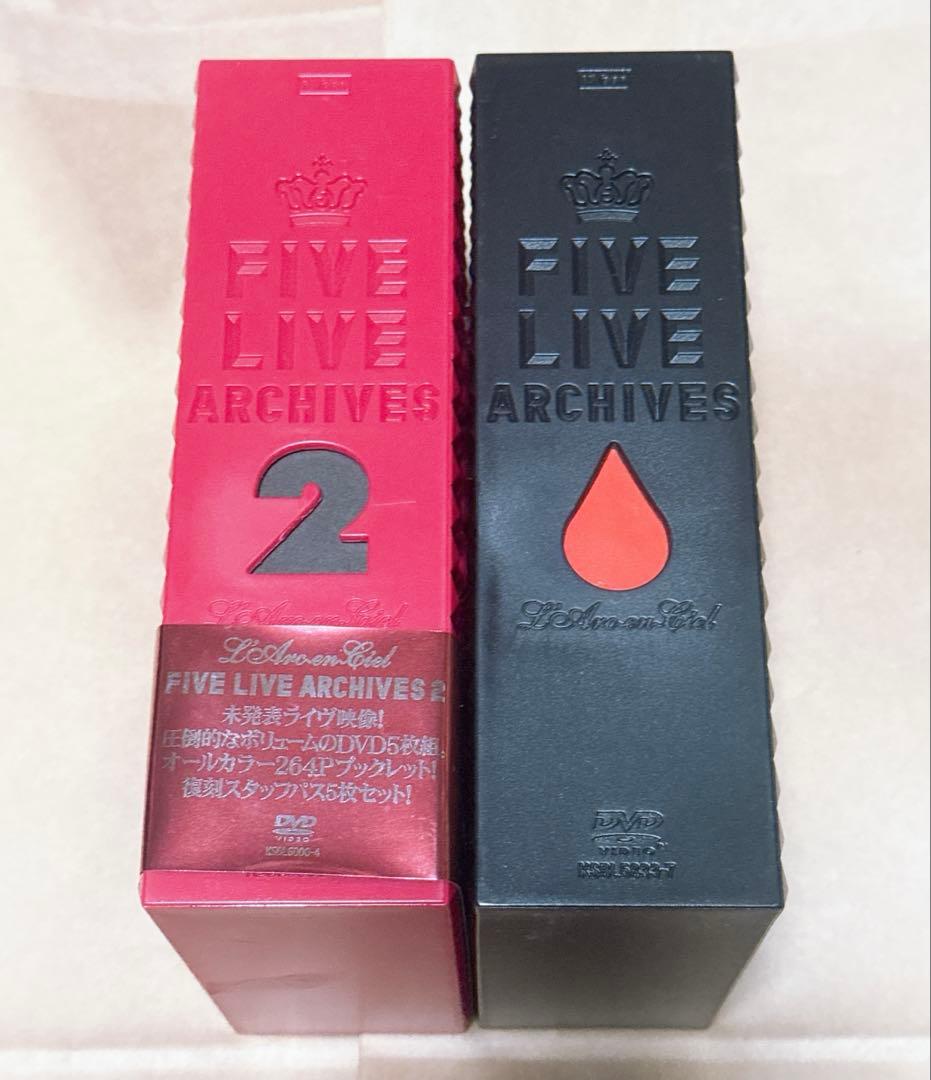 FIVE
LIVE
ARCHIVES
2
L'Arc~en~Ciel
L'Arc~en~Ciel
FIVE LIVE ARCHIVES 2
未発表ライヴ映像!
圧倒的なボリュームのDVD5枚組。
オールカラー264Pブックレット!
復刻スタッフパス5枚セット!
DVD
VIDEO
FIVE
LIVE
ARCHIVES
L'Arc~en~Ciel
DVD
VIDEO